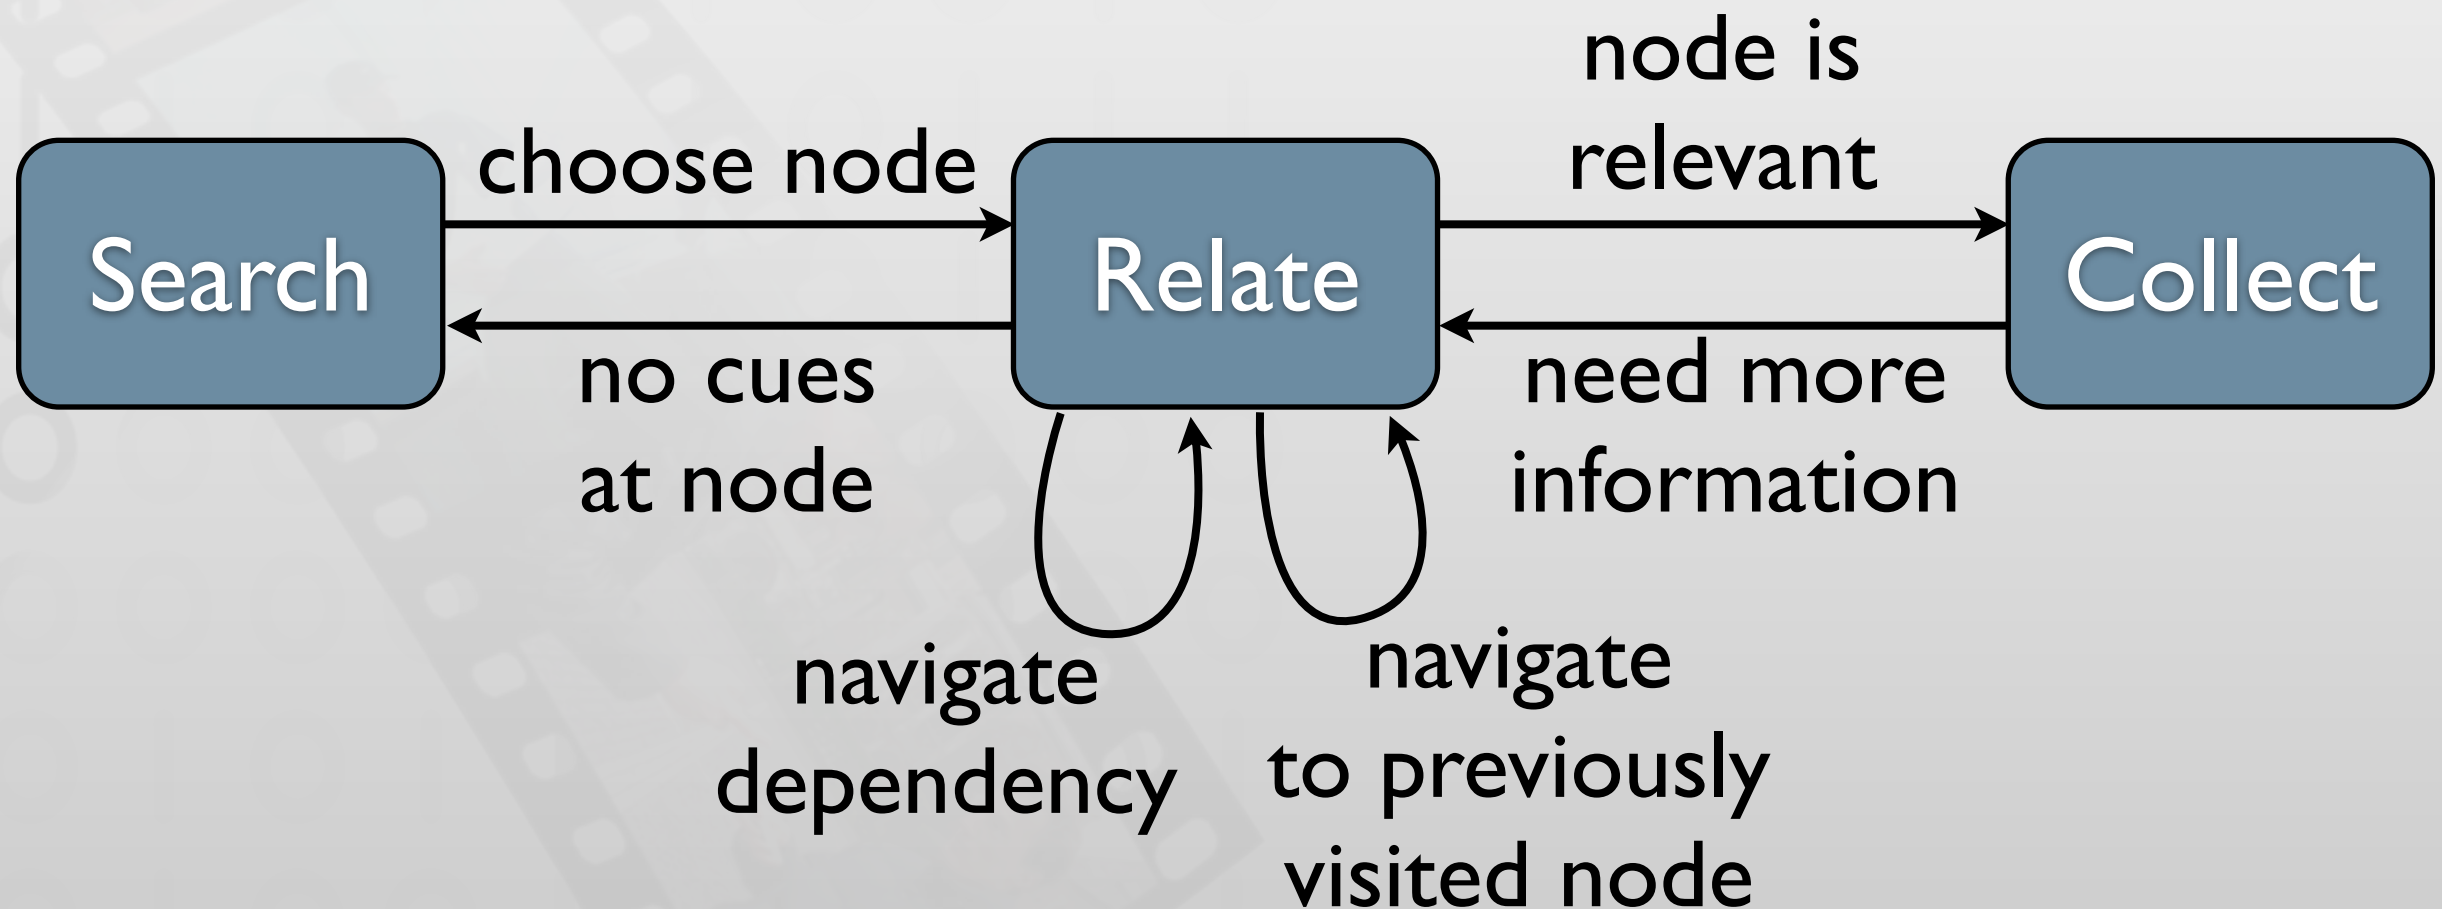 node is
relevant
choose node
Search
Relate
Collect
no cues
at node
need more
information
navigate
dependency
navigate
to previously
visited node